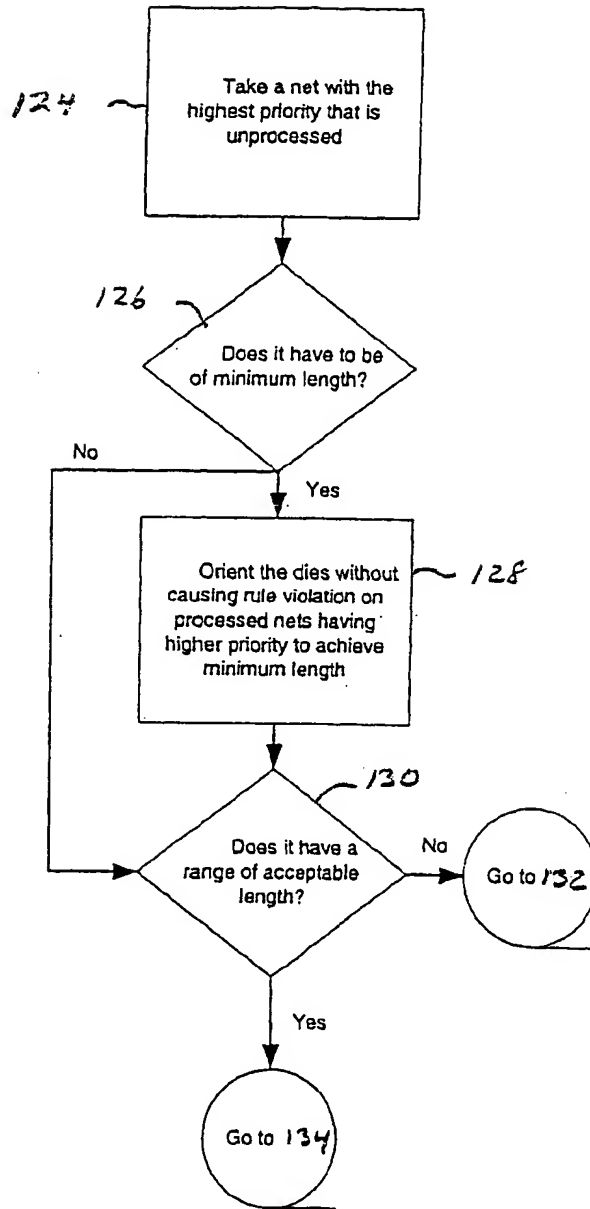 124
Take a net with the
highest priority that is
unprocessed
126
Does it have to be
of minimum length?
No
Yes
Orient the dies without
causing rule violation on
processed nets having
higher priority to achieve
minimum length
128
130
Does it have a
range of acceptable
length?
No
Go to 132
Yes
Go to 134